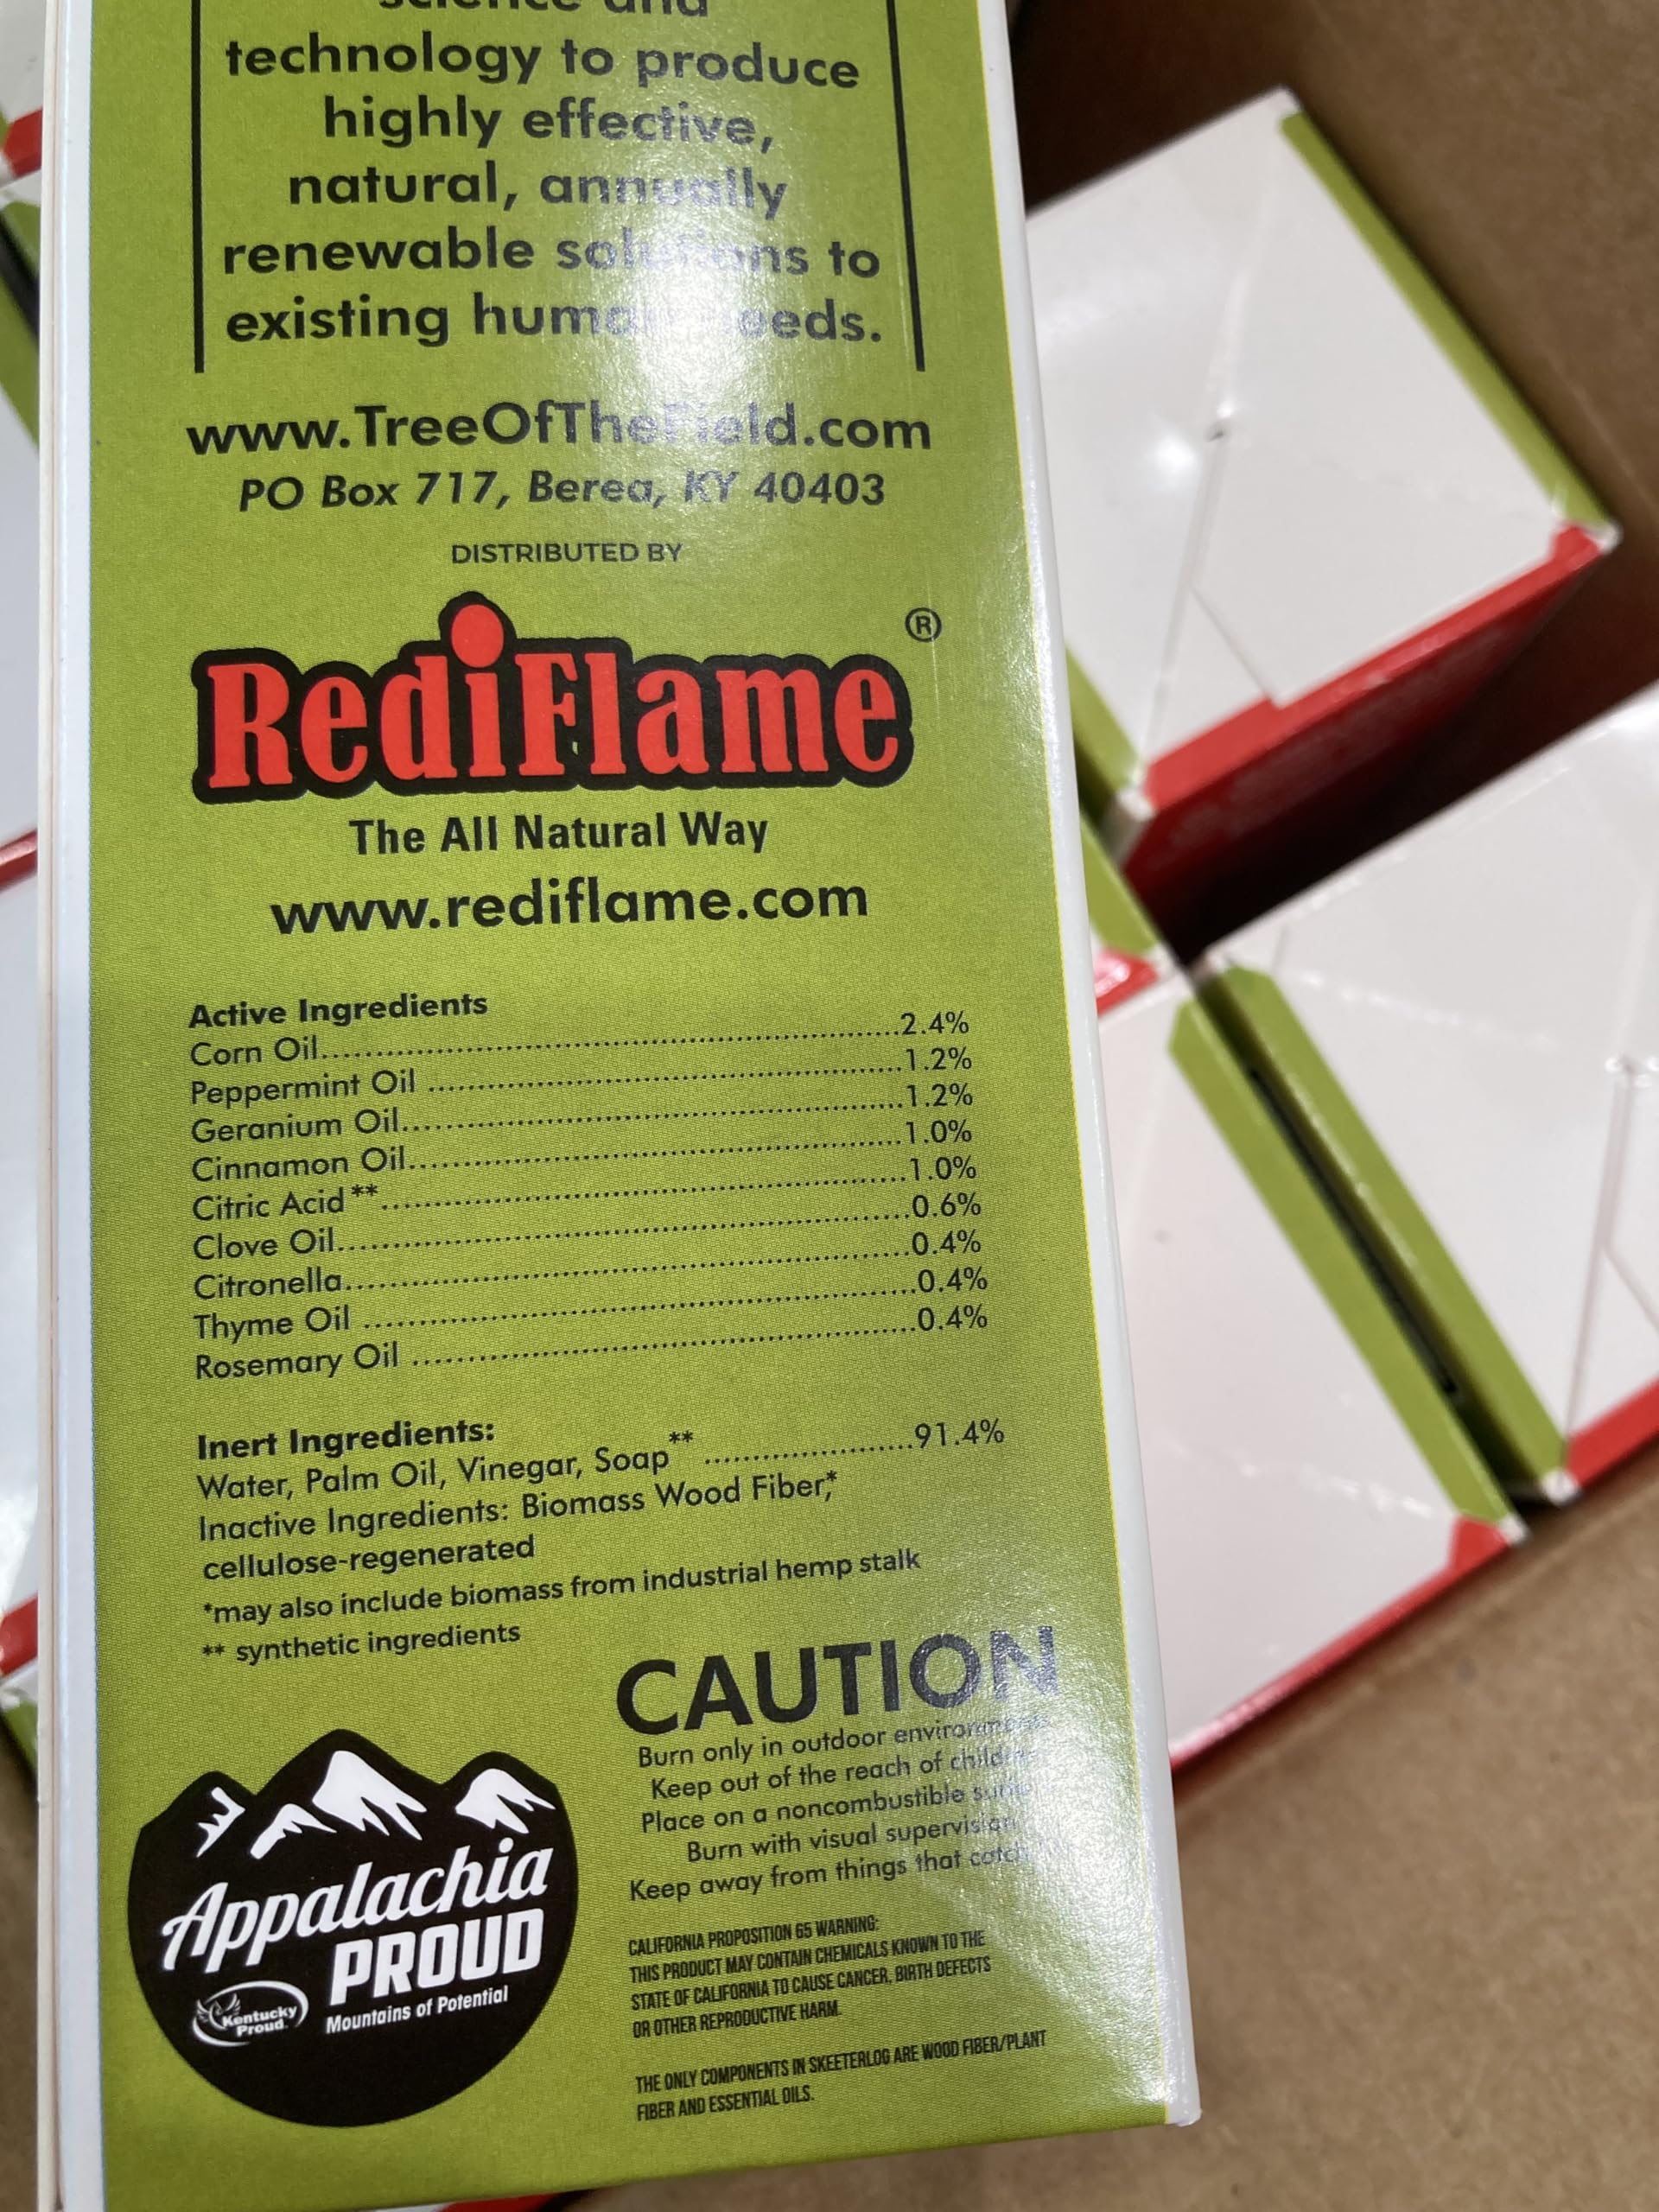 science and
technology to produce
highly effective,
natural, annually
renewable solutions to
existing human needs.
www.TreeOfTheField.com
PO Box 717, Berea, KY 40403
DISTRIBUTED BY
RediFlame®
The All Natural Way
www.rediflame.com
Active Ingredients
Corn Oil....................2.4%
Peppermint Oil ....................1.2%
Geranium Oil....................1.2%
Cinnamon Oil....................1.0%
Citric Acid**....................1.0%
Clove Oil....................0.6%
Citronella....................0.4%
Thyme Oil ....................0.4%
Rosemary Oil ....................0.4%
Inert Ingredients:
Water, Palm Oil, Vinegar, Soap** ....................91.4%
Inactive Ingredients: Biomass Wood Fiber,*
cellulose-regenerated
*may also include biomass from industrial hemp stalk
** synthetic ingredients
CAUTION
Burn only in outdoor environments
Keep out of the reach of children
Place on a noncombustible surface
Burn with visual supervision
Keep away from things that catch
CALIFORNIA PROPOSITION 65 WARNING:
THIS PRODUCT MAY CONTAIN CHEMICALS KNOWN TO THE
STATE OF CALIFORNIA TO CAUSE CANCER, BIRTH DEFECTS
OR OTHER REPRODUCTIVE HARM.
THE ONLY COMPONENTS IN SKEETERLOG ARE WOOD FIBER/PLANT
FIBER AND ESSENTIAL OILS.
Appalachia
PROUD
Mountains of Potential
Kentucky
Proud